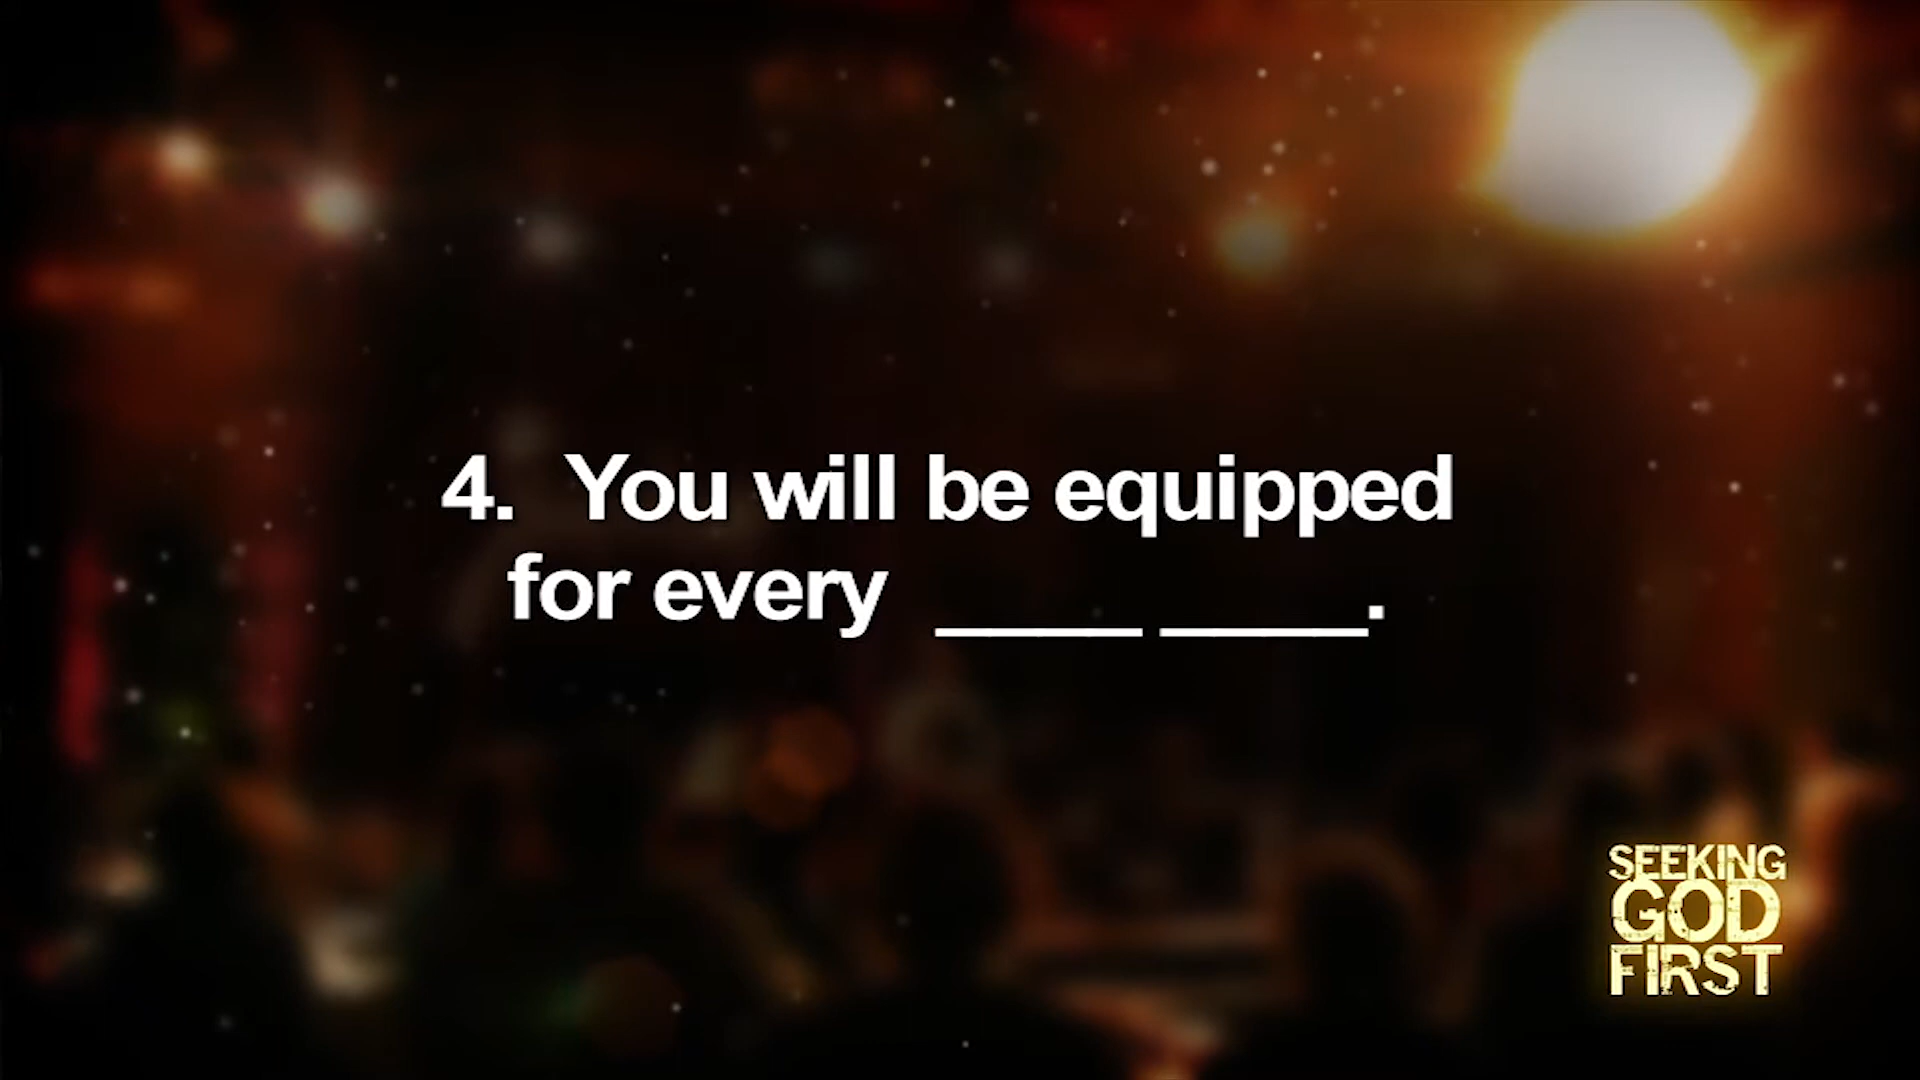 4. You will be equipped
for every ____ ____.
SEEKING
GOD
FIRST